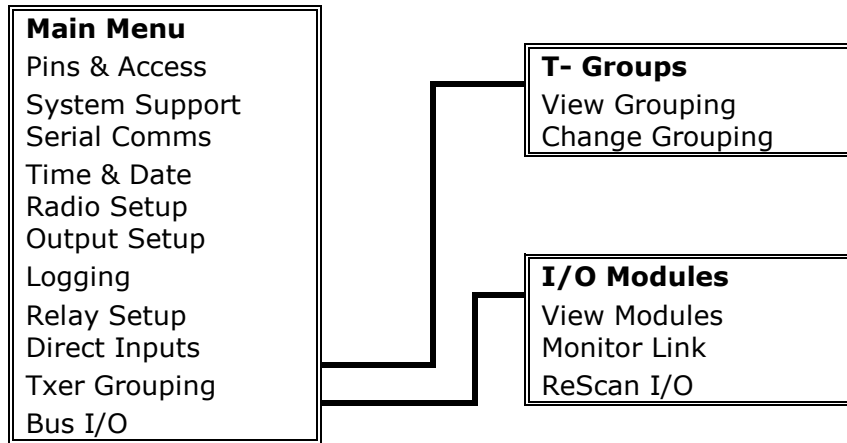 Main Menu
Pins & Access
System Support
Serial Comms
Time & Date
Radio Setup
Output Setup
Logging
Relay Setup
Direct Inputs
Txer Grouping
Bus I/O
T- Groups
View Grouping
Change Grouping
I/O Modules
View Modules
Monitor Link
ReScan I/O